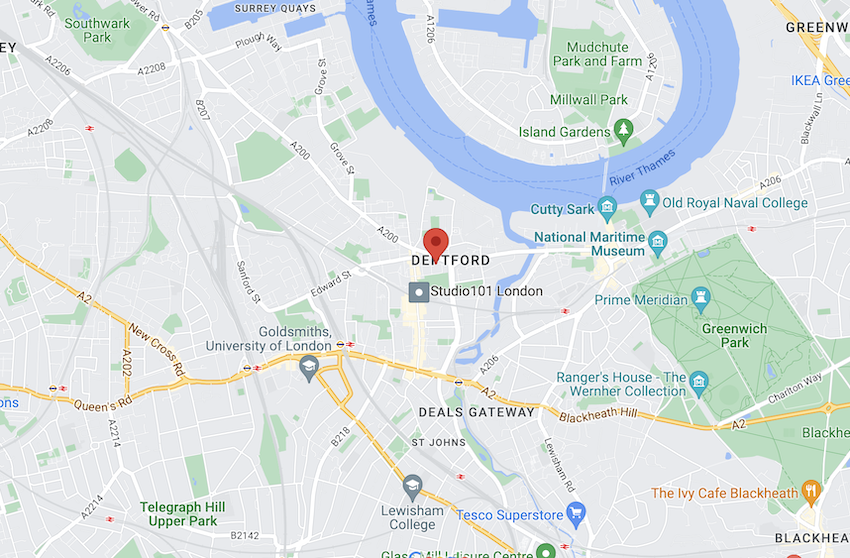 SURREY QUAYS
B205
Southwark
Park
Plough Way
A2208
A2206
Grove St
B207
A2208
A200
Grove St
A200
A1206
Thames
Mudchute
Park and Farm
A1206
Millwall Park
Island Gardens
River Thames
GREENW
IKEA Gree
Blackwall Ln
A206
Cutty Sark
Old Royal Naval College
National Maritime
Museum
DEPTFORD
Edward St
Sanford St
Studio101 London
Prime Meridian
Greenwich
Park
A2
New Cross Rd
A202
Goldsmiths,
University of London
A206
Ranger's House - The
Wernher Collection
Charlton Way
Queen's Rd
A2214
A2
DEALS GATEWAY
Blackheath Hill
A2
Blackhe
B218
ST JOHNS
Lewisham Rd
A2214
Telegraph Hill
Upper Park
B2142
Lewisham
College
Tesco Superstore
The Ivy Cafe Blackheath
BLACKHEA
Leisure Centre